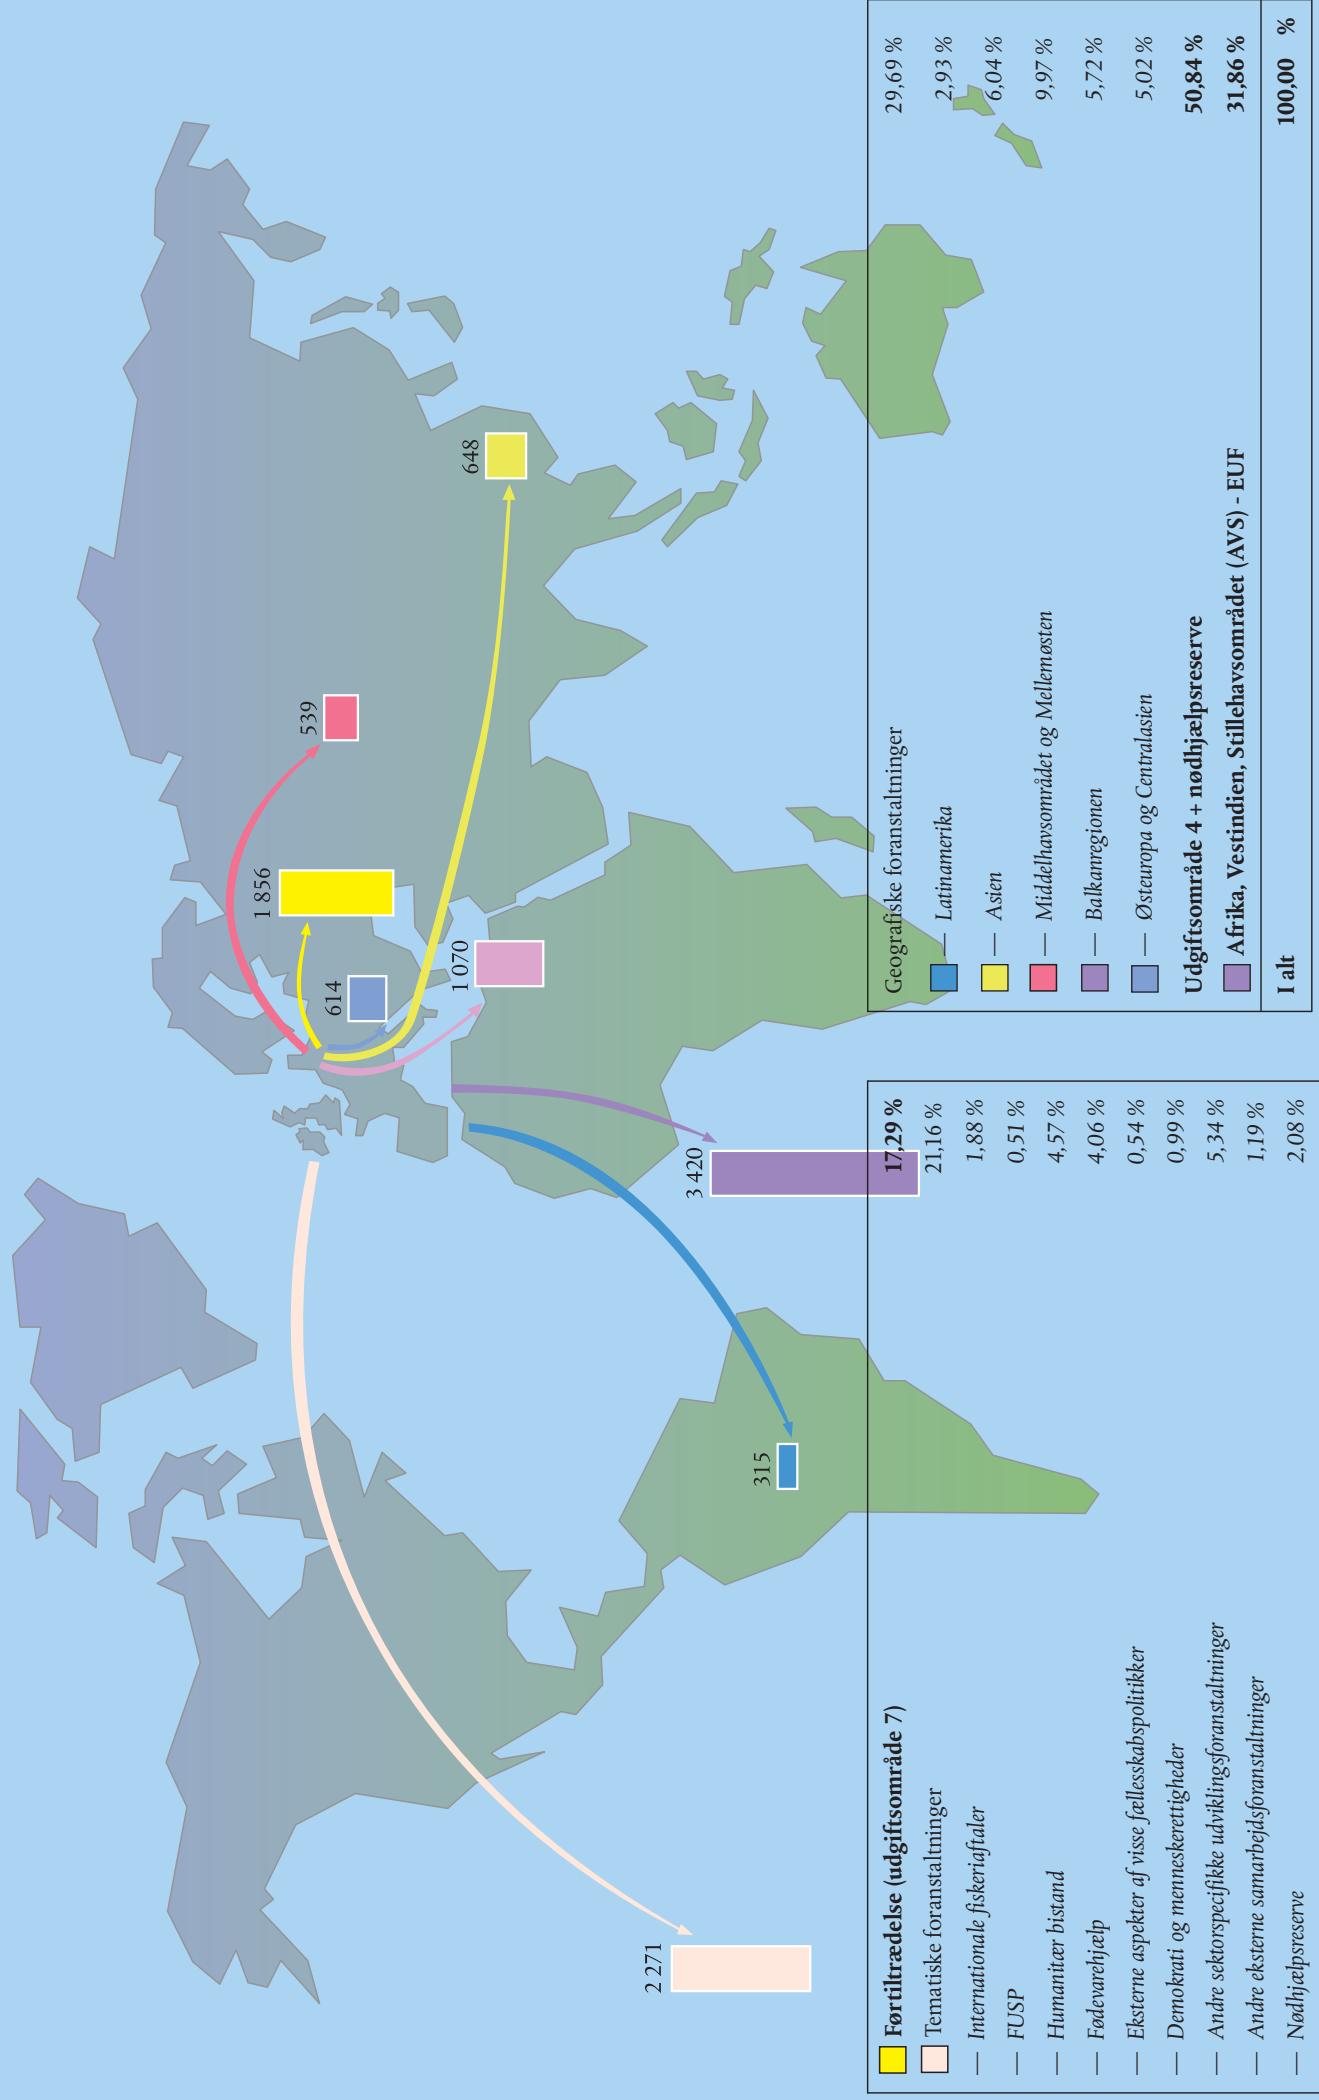 2 271
315
3 420
1 070
614
1 856
539
648
Førtiltrædelse (udgiftsområde 7) 17,29 %
Tematiske foranstaltninger 21,16 %
— Internationale fiskeriaftaler 1,88 %
— FUSP 0,51 %
— Humanitær bistand 4,57 %
— Fødevarehjælp 4,06 %
— Eksterne aspekter af visse fællesskabspolitikker 0,54 %
— Demokrati og menneskerettigheder 0,99 %
— Andre sektorspecifikke udviklingsforanstaltninger 5,34 %
— Andre eksterne samarbejdsforanstaltninger 1,19 %
— Nødhjælpsreserve 2,08 %
Geografiske foranstaltninger 29,69 %
— Latinamerika 2,93 %
— Asien 6,04 %
— Middelhavsområdet og Mellemøsten 9,97 %
— Balkanregionen 5,72 %
— Østeuropa og Centralasien 5,02 %
Udgiftsområde 4 + nødhjælpsreserve 50,84 %
Afrika, Vestindien, Stillehavsområdet (AVS) - EUF 31,86 %
I alt 100,00 %